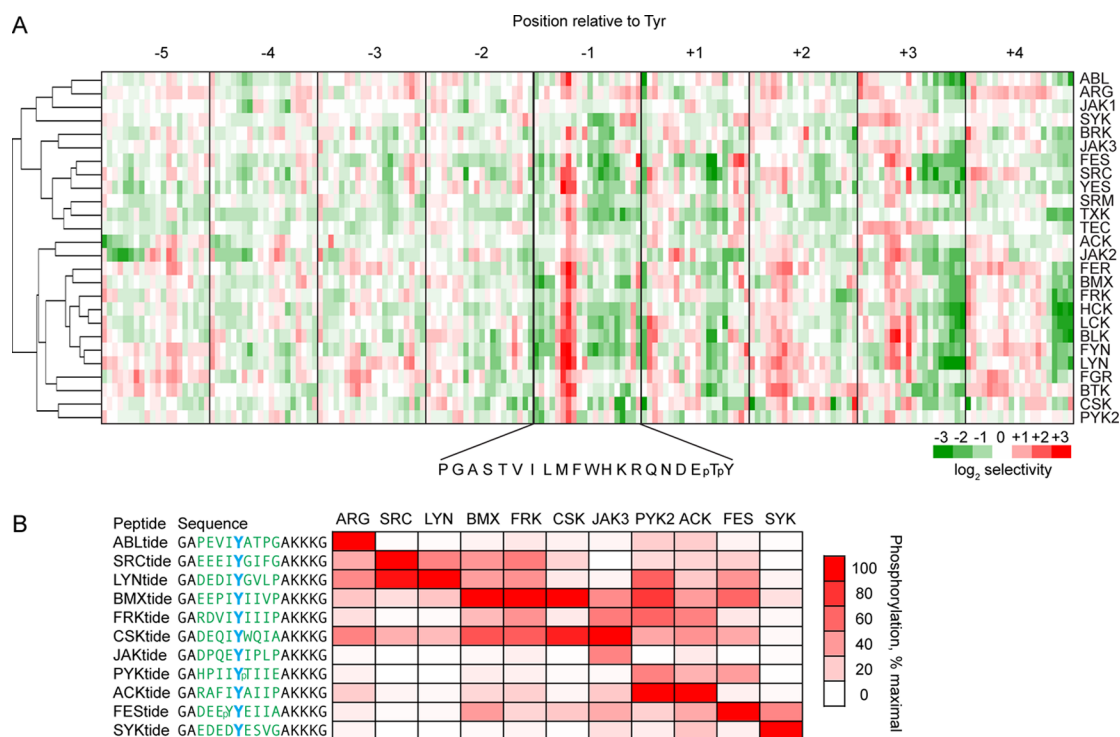 A
Position relative to Tyr
-5 -4 -3 -2 -1 +1 +2 +3 +4
ABL
ARG
JAK1
SYK
BRK
JAK3
FES
SRC
YES
SRM
TXK
TEC
ACK
JAK2
FER
BMX
FRK
HCK
LCK
BLK
FYN
LYN
FGR
BTK
CSK
PYK2
P G A S T V I L M F W H K R Q N D E pT pY
-3 -2 -1 0 +1 +2 +3
log2 selectivity
B
Peptide Sequence ARG SRC LYN BMX FRK CSK JAK3 PYK2 ACK FES SYK
ABLtide GAPEVIYATPGAKKKG
SRCtide GAEEEIYGIFGAKKKG
LYNtide GADEDIYGVLPAKKKG
BMXtide GAEEPIYIIVPAKKKG
FRKtide GARDVIYIIIPAKKKG
CSKtide GADEQIYWQIAAKKKG
JAKtide GADPQEYIPLPAKKKG
PYKtide GAHPIIYpTIIEAKKKG
ACKtide GARAFIYAIIPAKKKG
FEStide GADEEpYYEIIAAKKKG
SYKtide GAEDEDYESVGAKKKG
100
80
60
40
20
0
Phosphorylation, % maximal